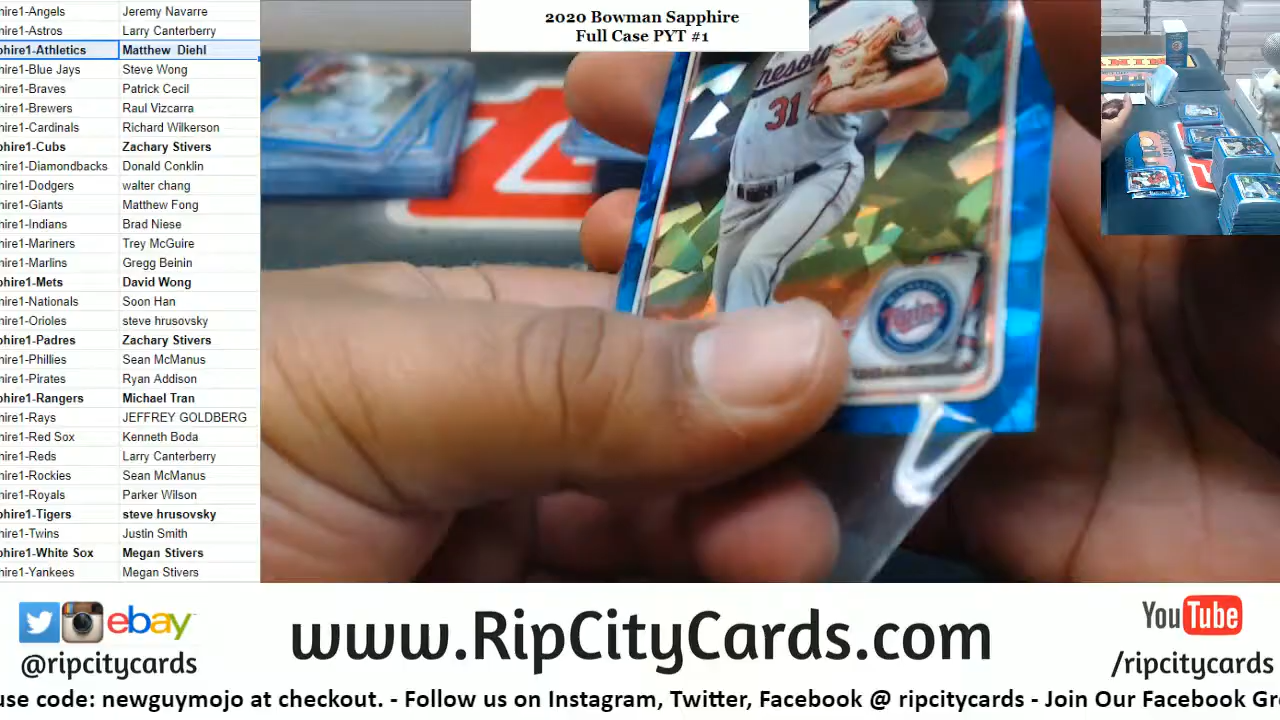 2020 Bowman Sapphire
Full Case PYT #1
hire1-Angels Jeremy Navarre
hire1-Astros Larry Canterberry
phire1-Athletics Matthew Diehl
hire1-Blue Jays Steve Wong
hire1-Braves Patrick Cecil
hire1-Brewers Raul Vizcarra
hire1-Cardinals Richard Wilkerson
phire1-Cubs Zachary Stivers
hire1-Diamondbacks Donald Conklin
hire1-Dodgers walter chang
hire1-Giants Matthew Fong
hire1-Indians Brad Niese
hire1-Mariners Trey McGuire
hire1-Marlins Gregg Beinin
phire1-Mets David Wong
hire1-Nationals Soon Han
hire1-Orioles steve hrusovsky
phire1-Padres Zachary Stivers
hire1-Phillies Sean McManus
hire1-Pirates Ryan Addison
phire1-Rangers Michael Tran
hire1-Rays JEFFREY GOLDBERG
hire1-Red Sox Kenneth Boda
hire1-Reds Larry Canterberry
hire1-Rockies Sean McManus
hire1-Royals Parker Wilson
phire1-Tigers steve hrusovsky
hire1-Twins Justin Smith
phire1-White Sox Megan Stivers
hire1-Yankees Megan Stivers
nesota
31
Twins
ebay
@ripcitycards
www.RipCityCards.com
YouTube
/ripcitycards
use code: newguymojo at checkout. - Follow us on Instagram, Twitter, Facebook @ ripcitycards - Join Our Facebook Gr